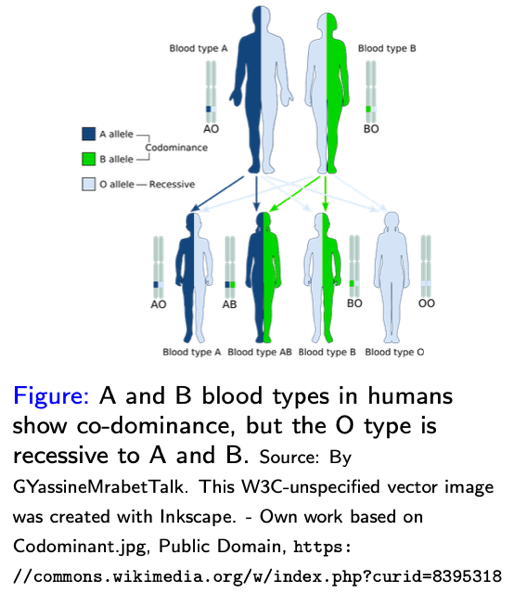 Blood type A
Blood type B
AO
BO
A allele
Codominance
B allele
O allele
Recessive
AO
AB
BO
OO
Blood type A
Blood type AB
Blood type B
Blood type O
Figure: A and B blood types in humans
show co-dominance, but the O type is
recessive to A and B. Source: By
GYassineMrabetTalk. This W3C-unspecified vector image
was created with Inkscape. - Own work based on
Codominant.jpg, Public Domain, https:
//commons.wikimedia.org/w/index.php?curid=8395318